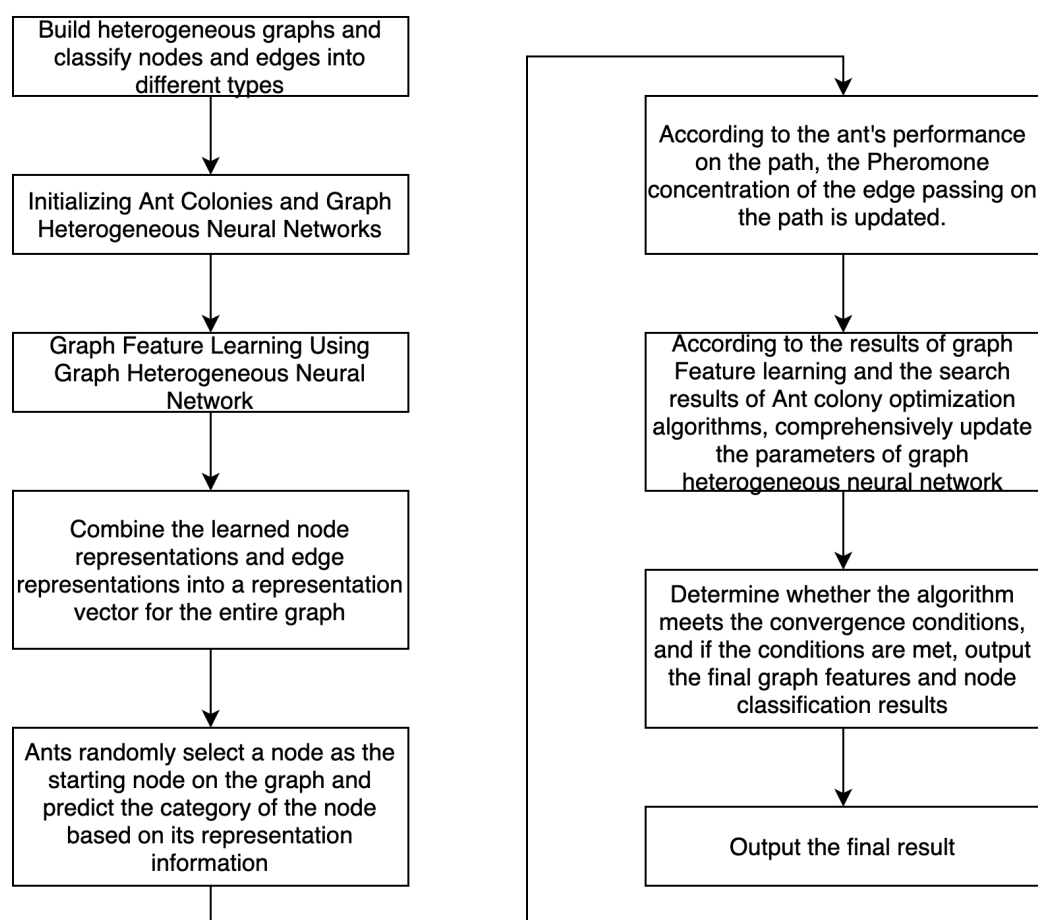 Build heterogeneous graphs and
classify nodes and edges into
different types
Initializing Ant Colonies and Graph
Heterogeneous Neural Networks
Graph Feature Learning Using
Graph Heterogeneous Neural
Network
Combine the learned node
representations and edge
representations into a representation
vector for the entire graph
Ants randomly select a node as the
starting node on the graph and
predict the category of the node
based on its representation
information
According to the ant's performance
on the path, the Pheromone
concentration of the edge passing on
the path is updated.
According to the results of graph
Feature learning and the search
results of Ant colony optimization
algorithms, comprehensively update
the parameters of graph
heterogeneous neural network
Determine whether the algorithm
meets the convergence conditions,
and if the conditions are met, output
the final graph features and node
classification results
Output the final result